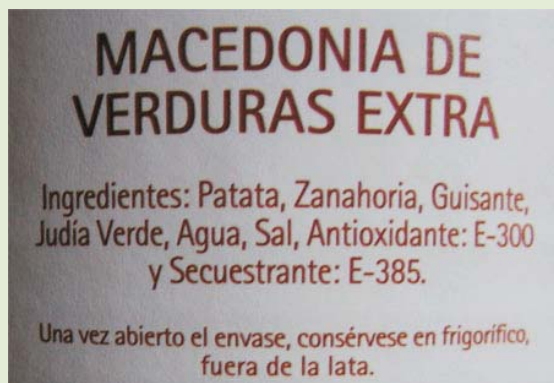 MACEDONIA DE
VERDURAS EXTRA
Ingredientes: Patata, Zanahoria, Guisante,
Judía Verde, Agua, Sal, Antioxidante: E-300
y Secuestrante: E-385.
Una vez abierto el envase, consérvese en frigorífico,
fuera de la lata.